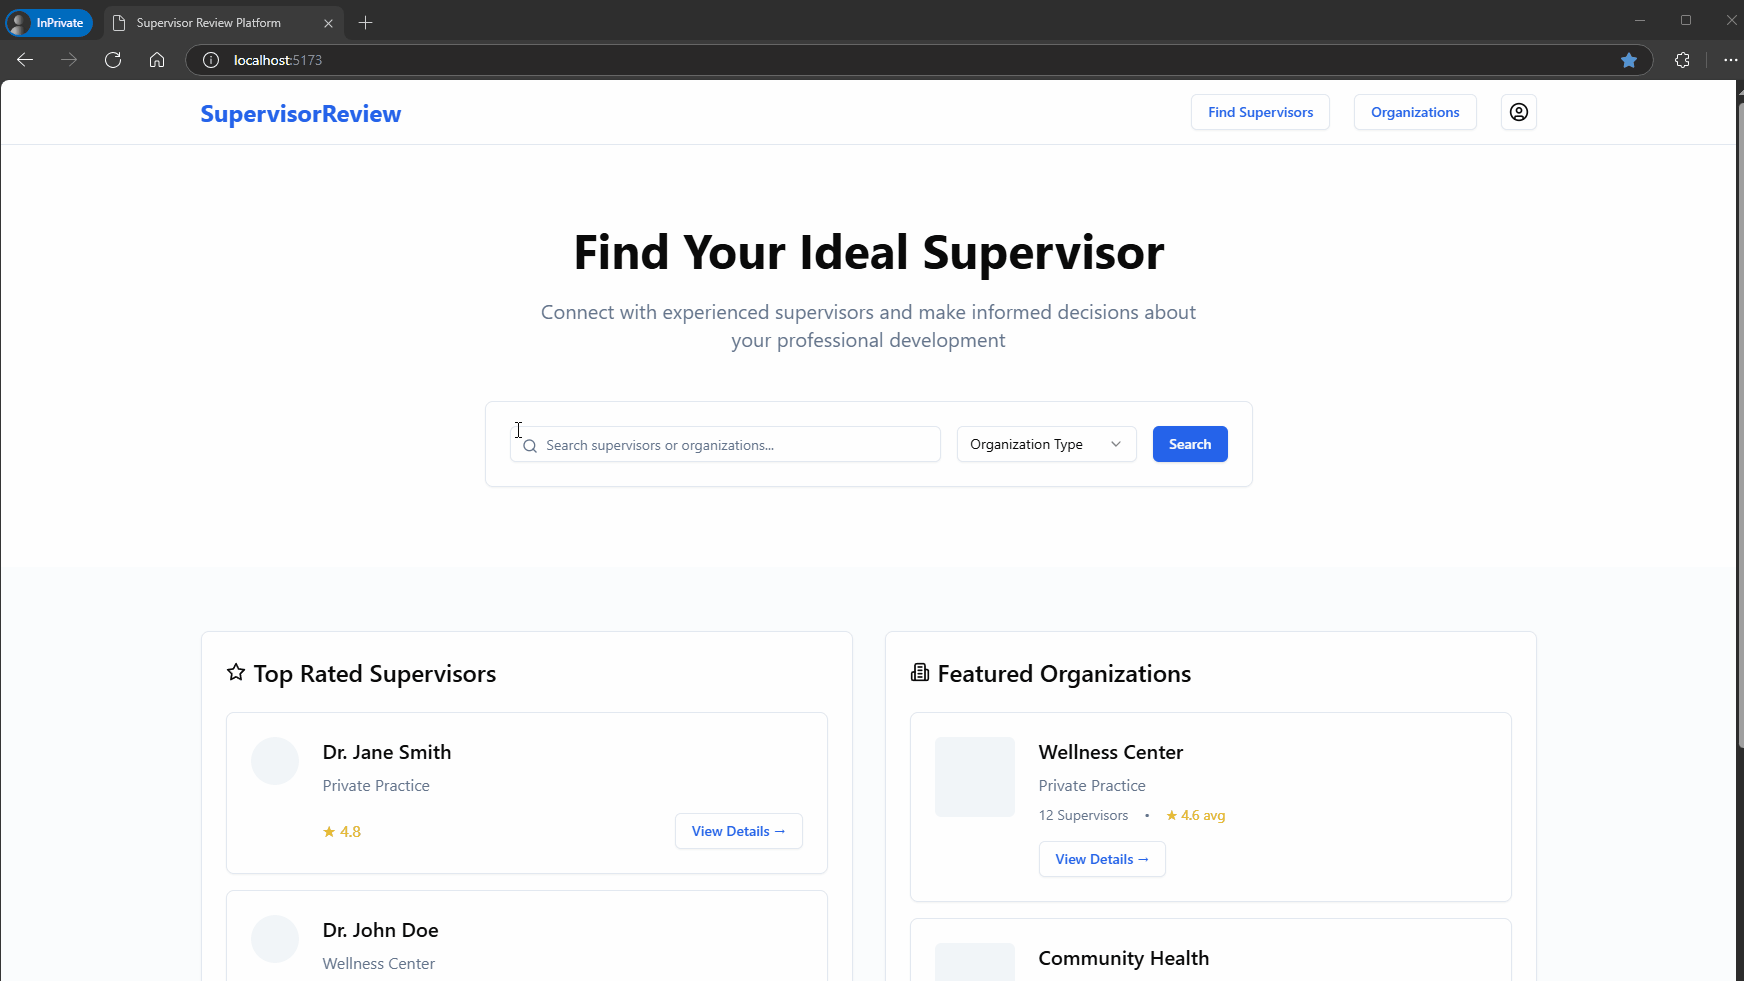 InPrivate
Supervisor Review Platform
localhost:5173
SupervisorReview
Find Supervisors
Organizations
Find Your Ideal Supervisor
Connect with experienced supervisors and make informed decisions about
your professional development
Search supervisors or organizations...
Organization Type
Search
Top Rated Supervisors
Dr. Jane Smith
Private Practice
★ 4.8
View Details →
Dr. John Doe
Wellness Center
Featured Organizations
Wellness Center
Private Practice
12 Supervisors • ★ 4.6 avg
View Details →
Community Health